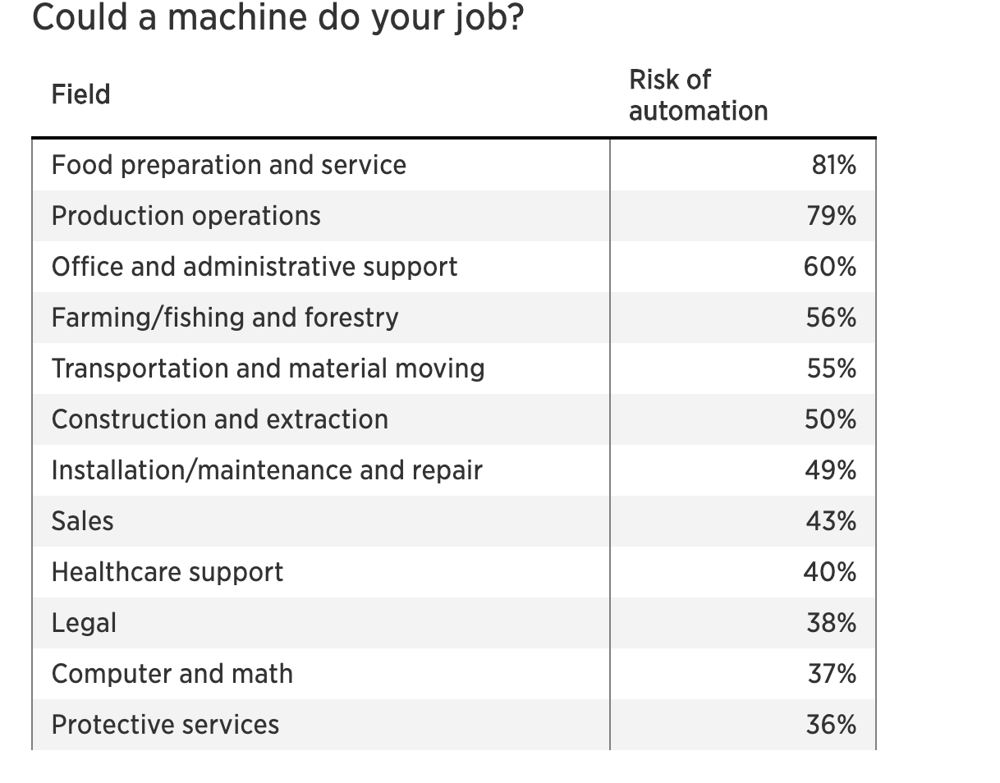 Could a machine do your job?
Field
Risk of
automation
Food preparation and service 81%
Production operations 79%
Office and administrative support 60%
Farming/fishing and forestry 56%
Transportation and material moving 55%
Construction and extraction 50%
Installation/maintenance and repair 49%
Sales 43%
Healthcare support 40%
Legal 38%
Computer and math 37%
Protective services 36%